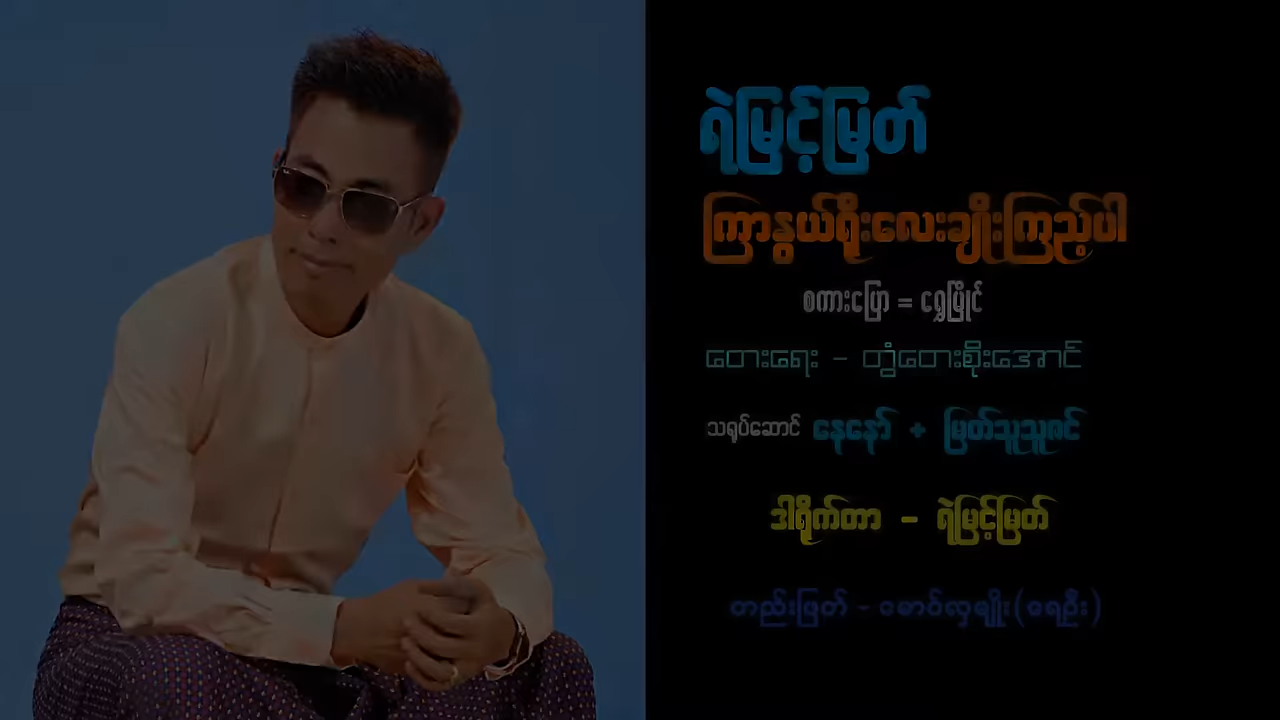 ရဲမြင့်မြတ်
ကြာနွယ်ရိုးလေးချိုးကြည့်ပါ
စကားပြော = ရွှေမြိုင်
တေးရေး - တွံတေးစိုးအောင်
သရုပ်ဆောင် နေနော် + မြတ်သူသူဇင်
ဒါရိုက်တာ - ရဲမြင့်မြတ်
တည်းဖြတ် - မောင်လှချိုး(ရေဦး)